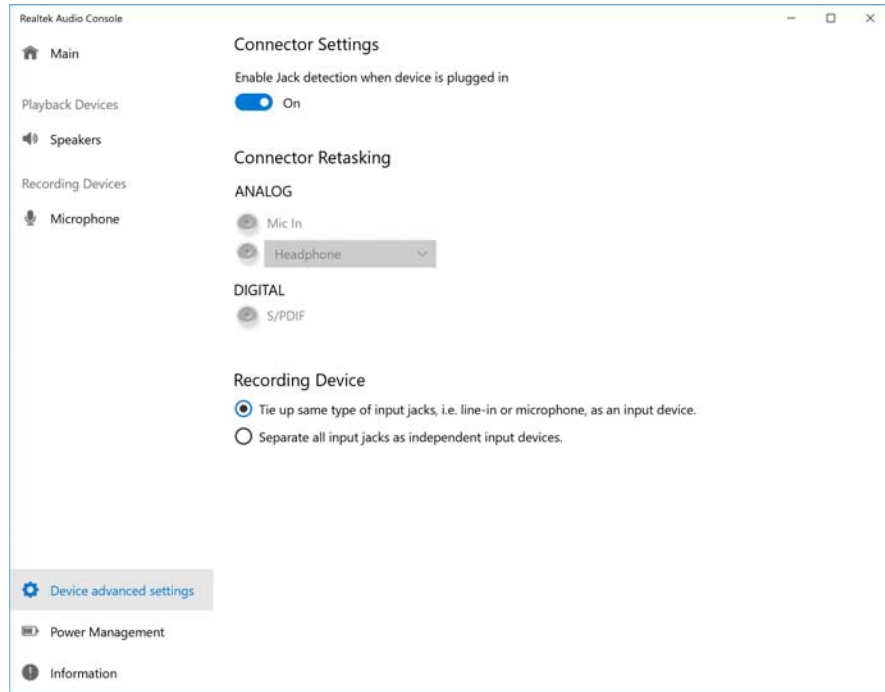 Realtek Audio Console
Main
Playback Devices
Speakers
Recording Devices
Microphone
Device advanced settings
Power Management
Information
Connector Settings
Enable Jack detection when device is plugged in
On
Connector Retasking
ANALOG
Mic In
Headphone
DIGITAL
S/PDIF
Recording Device
Tie up same type of input jacks, i.e. line-in or microphone, as an input device.
Separate all input jacks as independent input devices.